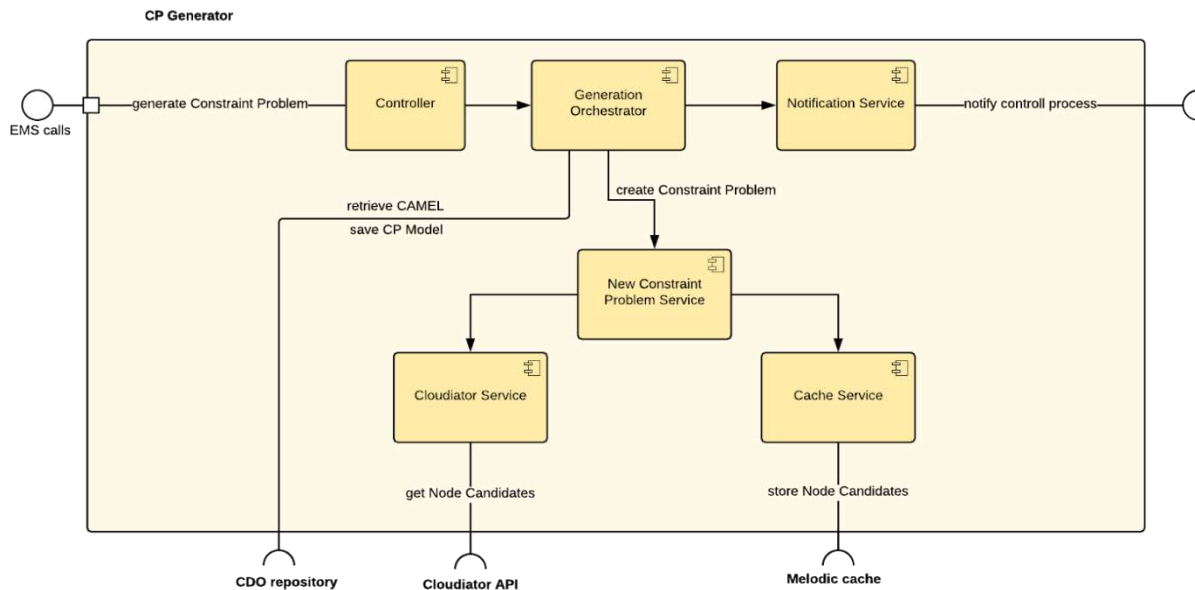 CP Generator
EMS calls
generate Constraint Problem
Controller
Generation
Orchestrator
Notification Service
notify controll process
retrieve CAMEL
save CP Model
create Constraint Problem
New Constraint
Problem Service
Cloudiator Service
Cache Service
get Node Candidates
store Node Candidates
CDO repository
Cloudiator API
Melodic cache